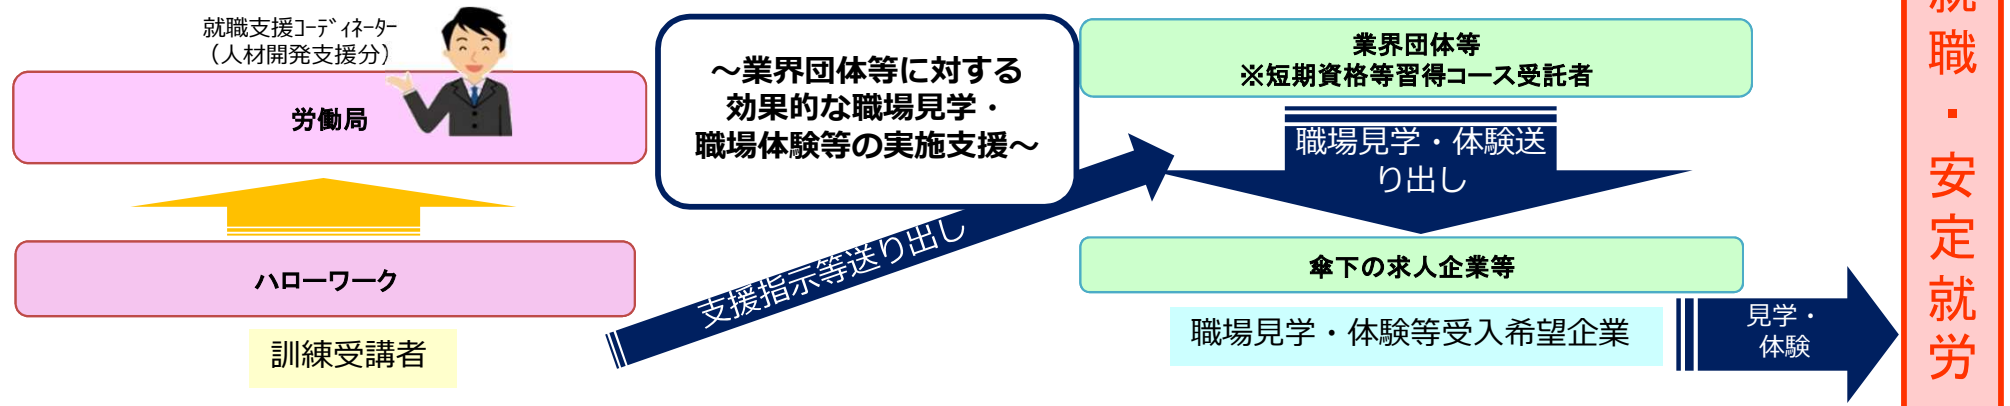 就職支援ｺｰﾃﾞｨﾈｰﾀｰ
（人材開発支援分）
労働局
ハローワーク
訓練受講者
～業界団体等に対する
効果的な職場見学・
職場体験等の実施支援～
支援指示等送り出し
業界団体等
※短期資格等習得コース受託者
職場見学・体験送
り出し
傘下の求人企業等
職場見学・体験等受入希望企業
見学・
体験
就職・安定就労